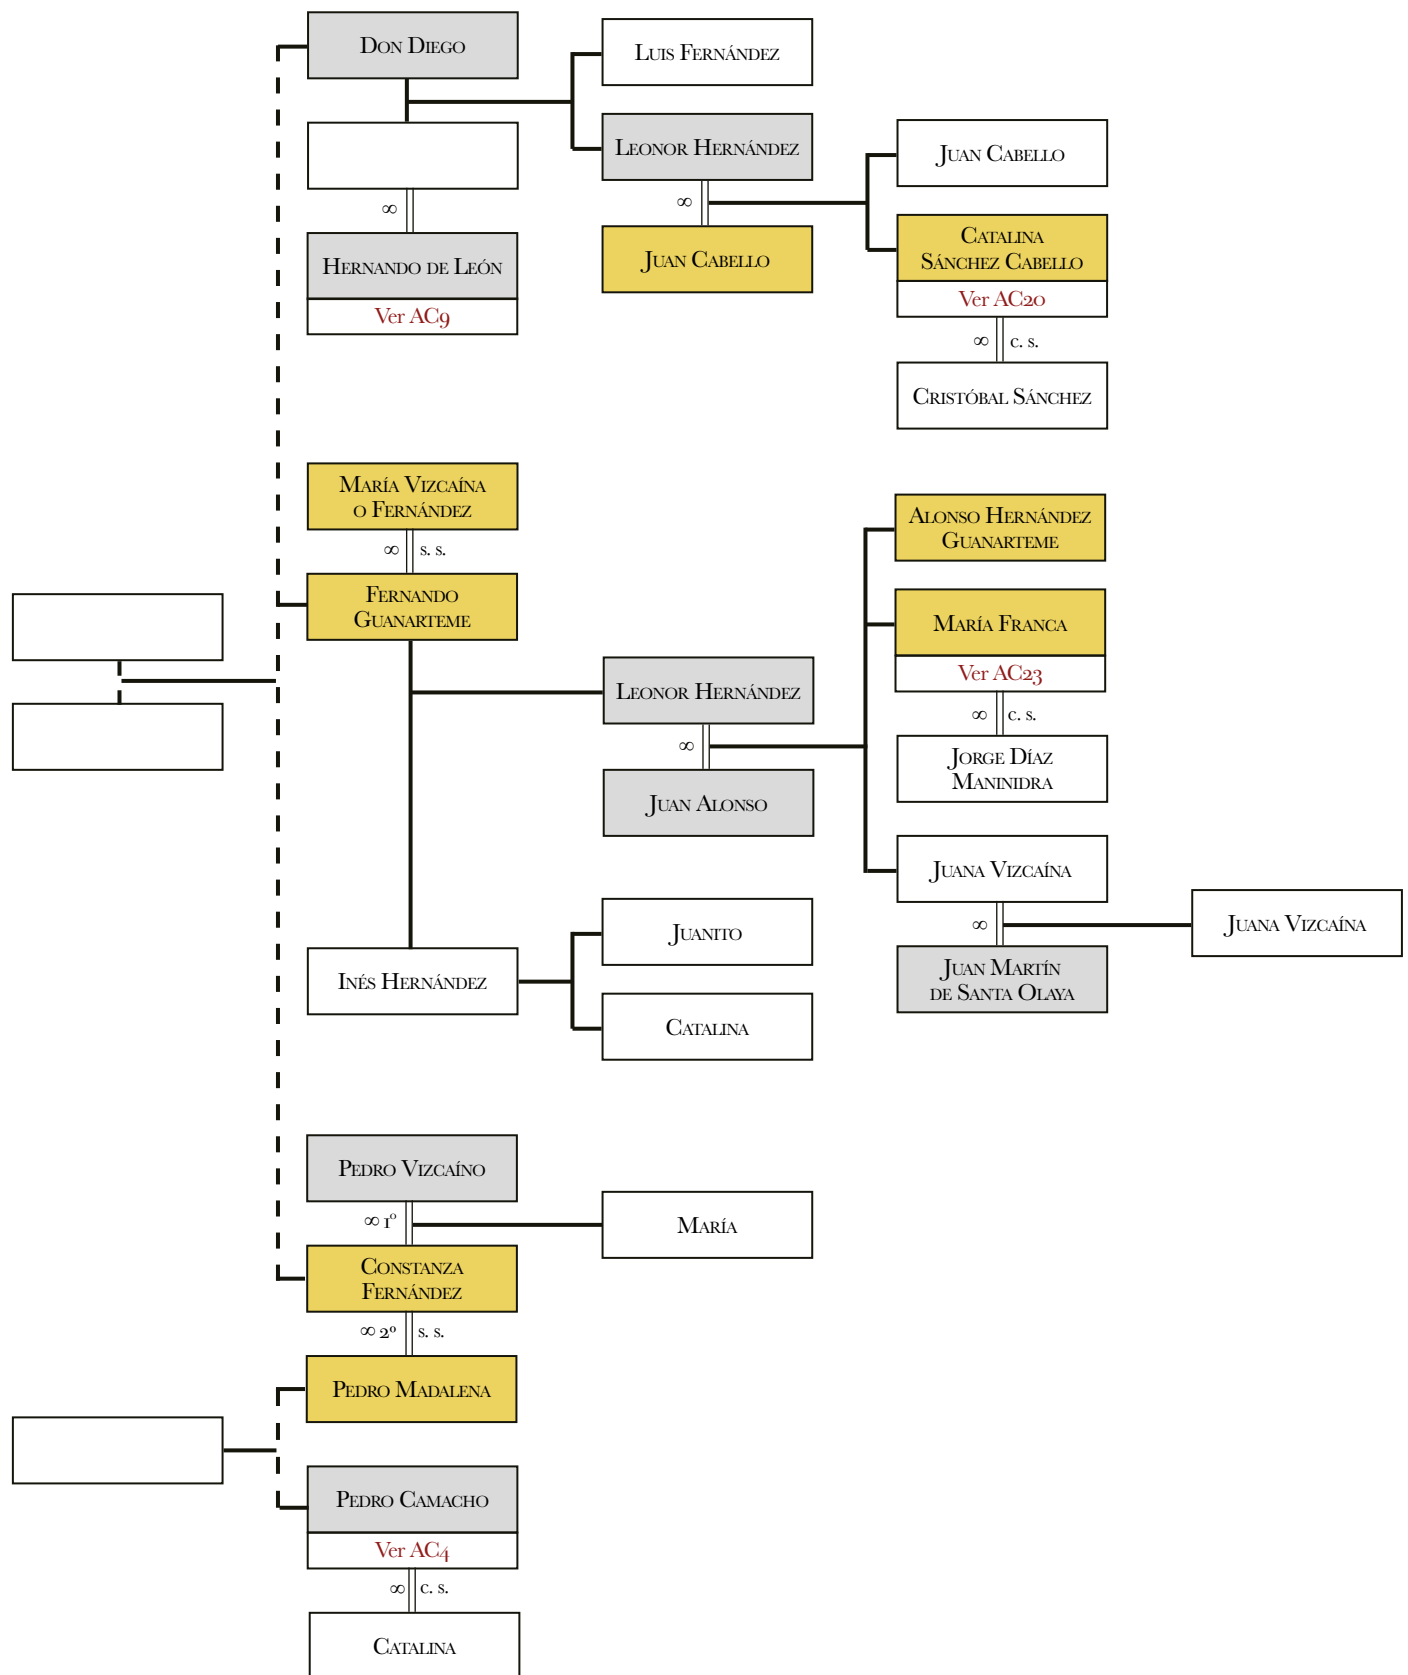 Don Diego
Luis Fernández
Leonor Hernández
Juan Cabello
∞
∞
Hernando de León
Ver AC9
Juan Cabello
Catalina
Sánchez Cabello
Ver AC20
∞ c. s.
Cristóbal Sánchez
María Vizcaína
o Fernández
∞ s. s.
Fernando
Guanarteme
Alonso Hernández
Guanarteme
María Franca
Ver AC23
∞ c. s.
Jorge Díaz
Maninidra
Leonor Hernández
∞
Juan Alonso
Juana Vizcaína
∞
Juan Martín
de Santa Olaya
Juana Vizcaína
Inés Hernández
Juanito
Catalina
Pedro Vizcaíno
∞ 1º
María
Constanza
Fernández
∞ 2º s. s.
Pedro Madalena
Pedro Camacho
Ver AC4
∞ c. s.
Catalina